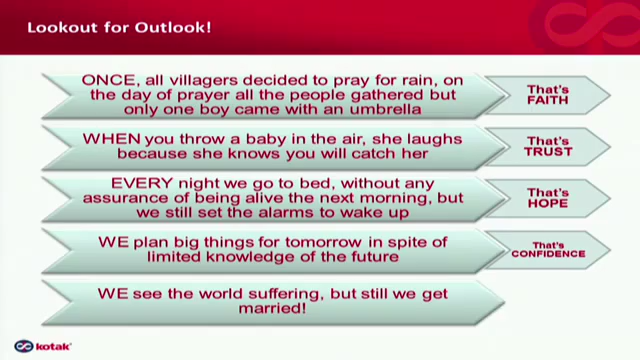 Lookout for Outlook!
ONCE, all villagers decided to pray for rain, on
the day of prayer all the people gathered but
only one boy came with an umbrella
That's
FAITH
WHEN you throw a baby in the air, she laughs
because she knows you will catch her
That's
TRUST
EVERY night we go to bed, without any
assurance of being alive the next morning, but
we still set the alarms to wake up
That's
HOPE
WE plan big things for tomorrow in spite of
limited knowledge of the future
That's
CONFIDENCE
WE see the world suffering, but still we get
married!
kotak